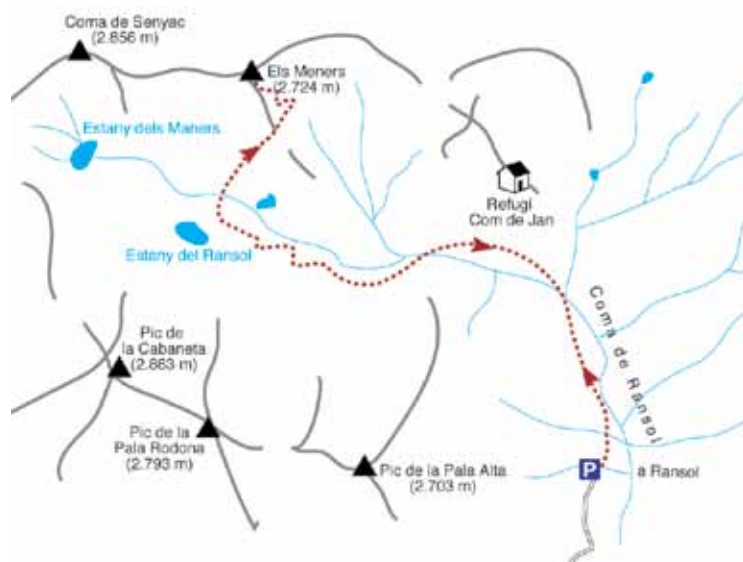 Coma de Senyac
(2.856 m)
Els Meners
(2.724 m)
Estany dels Maners
Refugi
Com de Jan
Estany del Ransol
Coma de Ransol
Pic de
la Cabaneta
(2.863 m)
Pic de la
Pala Rodona
(2.793 m)
Pic de la Pala Alta
(2.703 m)
P
a Ransol